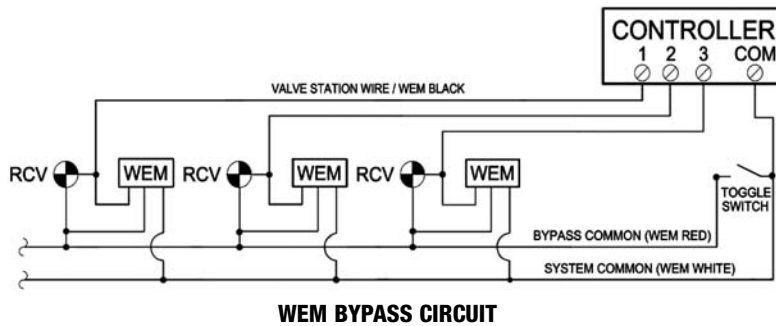 CONTROLLER
1 2 3 COM
VALVE STATION WIRE / WEM BLACK
RCV WEM RCV WEM RCV WEM
TOGGLE
SWITCH
BYPASS COMMON (WEM RED)
SYSTEM COMMON (WEM WHITE)
WEM BYPASS CIRCUIT